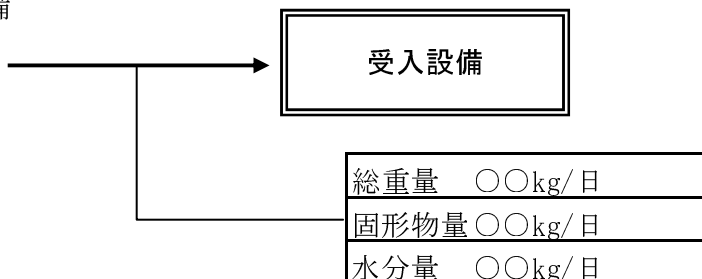 備
受入設備
総重量　○○kg/日
固形物量○○kg/日
水分量　○○kg/日